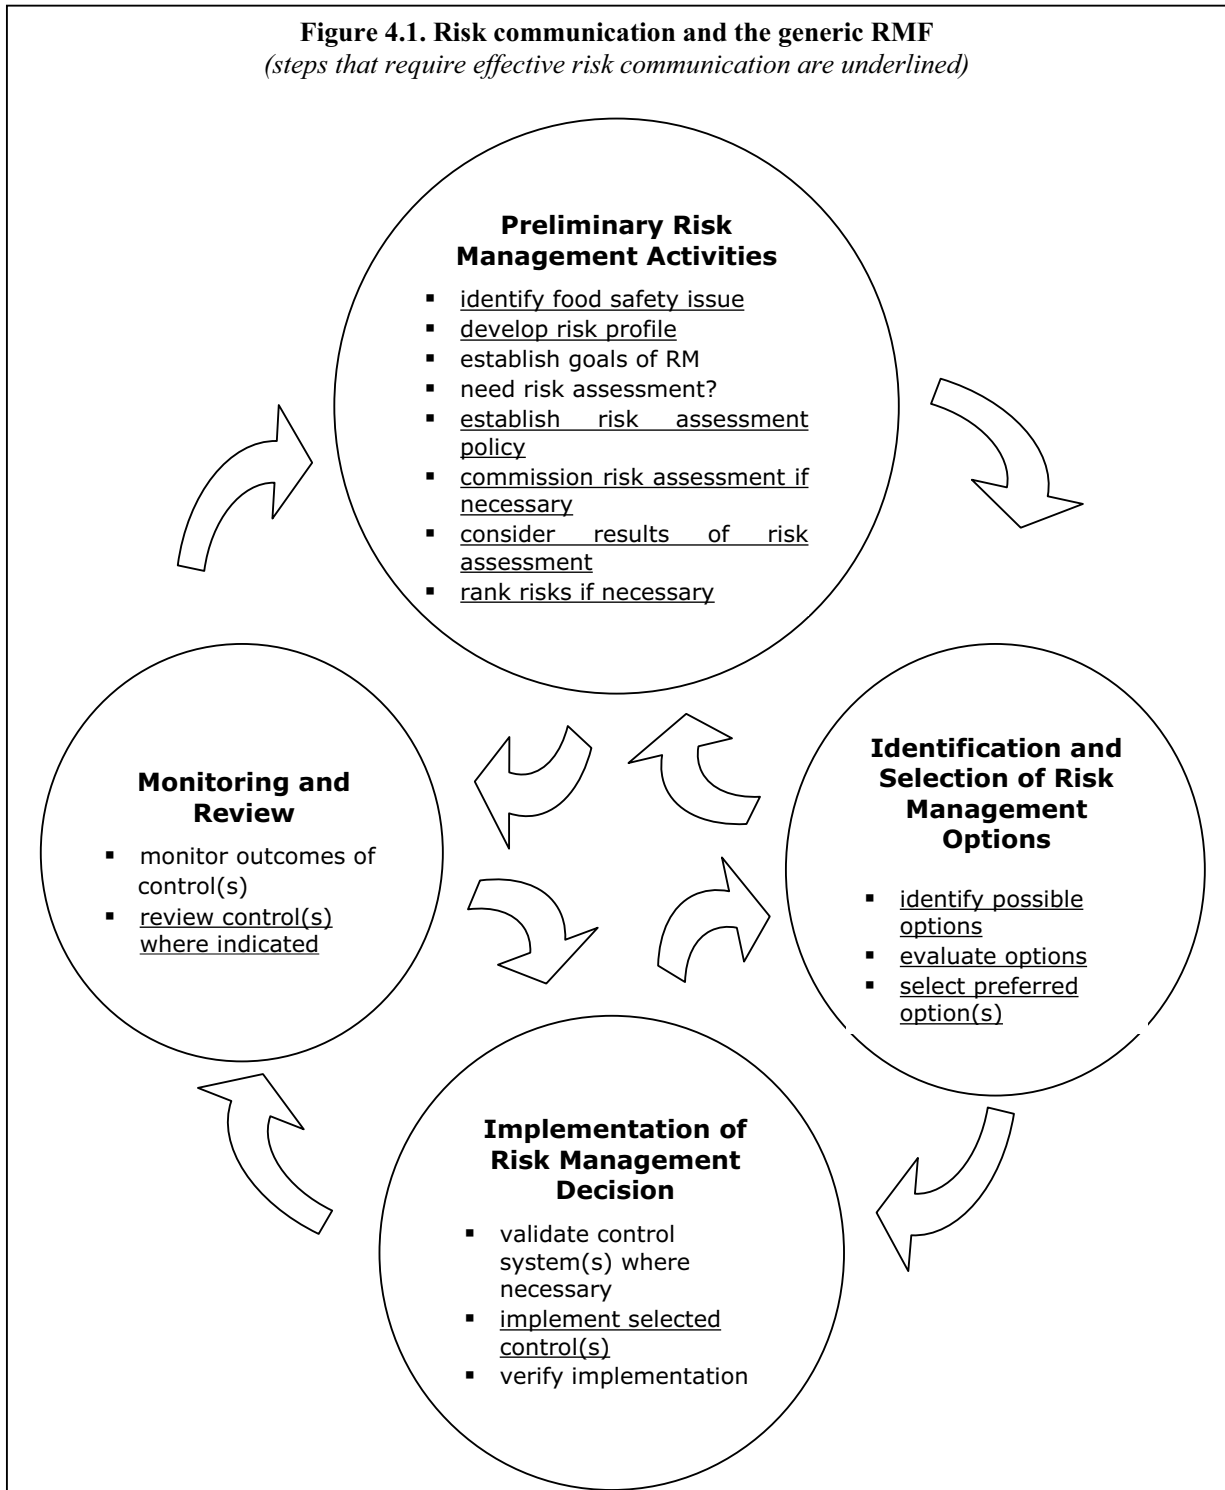 Figure 4.1. Risk communication and the generic RMF
(steps that require effective risk communication are underlined)
Preliminary Risk
Management Activities
▪ identify food safety issue
▪ develop risk profile
▪ establish goals of RM
▪ need risk assessment?
▪ establish risk assessment
policy
▪ commission risk assessment if
necessary
▪ consider results of risk
assessment
▪ rank risks if necessary
Monitoring and
Review
▪ monitor outcomes of
control(s)
▪ review control(s)
where indicated
Identification and
Selection of Risk
Management
Options
▪ identify possible
options
▪ evaluate options
▪ select preferred
option(s)
Implementation of
Risk Management
Decision
▪ validate control
system(s) where
necessary
▪ implement selected
control(s)
▪ verify implementation